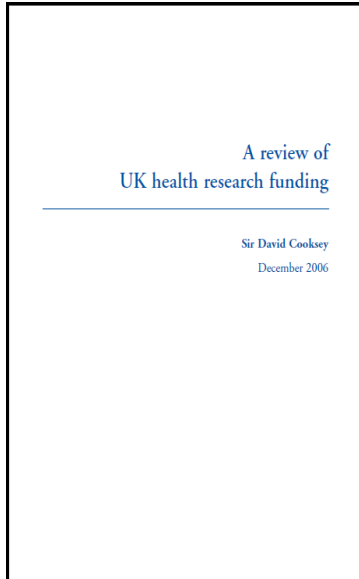 A review of
UK health research funding
Sir David Cooksey
December 2006